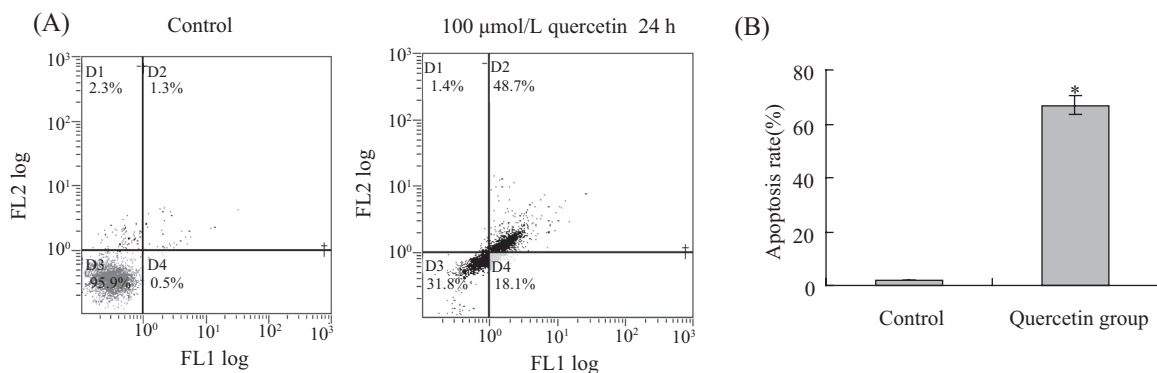 (A)
Control
FL2 log
10³
10²
10¹
10⁰
D1
2.3%
D2
1.3%
D3
95.9%
D4
0.5%
10⁰
10¹
10²
10³
FL1 log
100 μmol/L quercetin 24 h
FL2 log
10³
10²
10¹
10⁰
D1
1.4%
D2
48.7%
D3
31.8%
D4
18.1%
10⁰
10¹
10²
10³
FL1 log
(B)
Apoptosis rate(%)
80
60
40
20
0
*
Control
Quercetin group